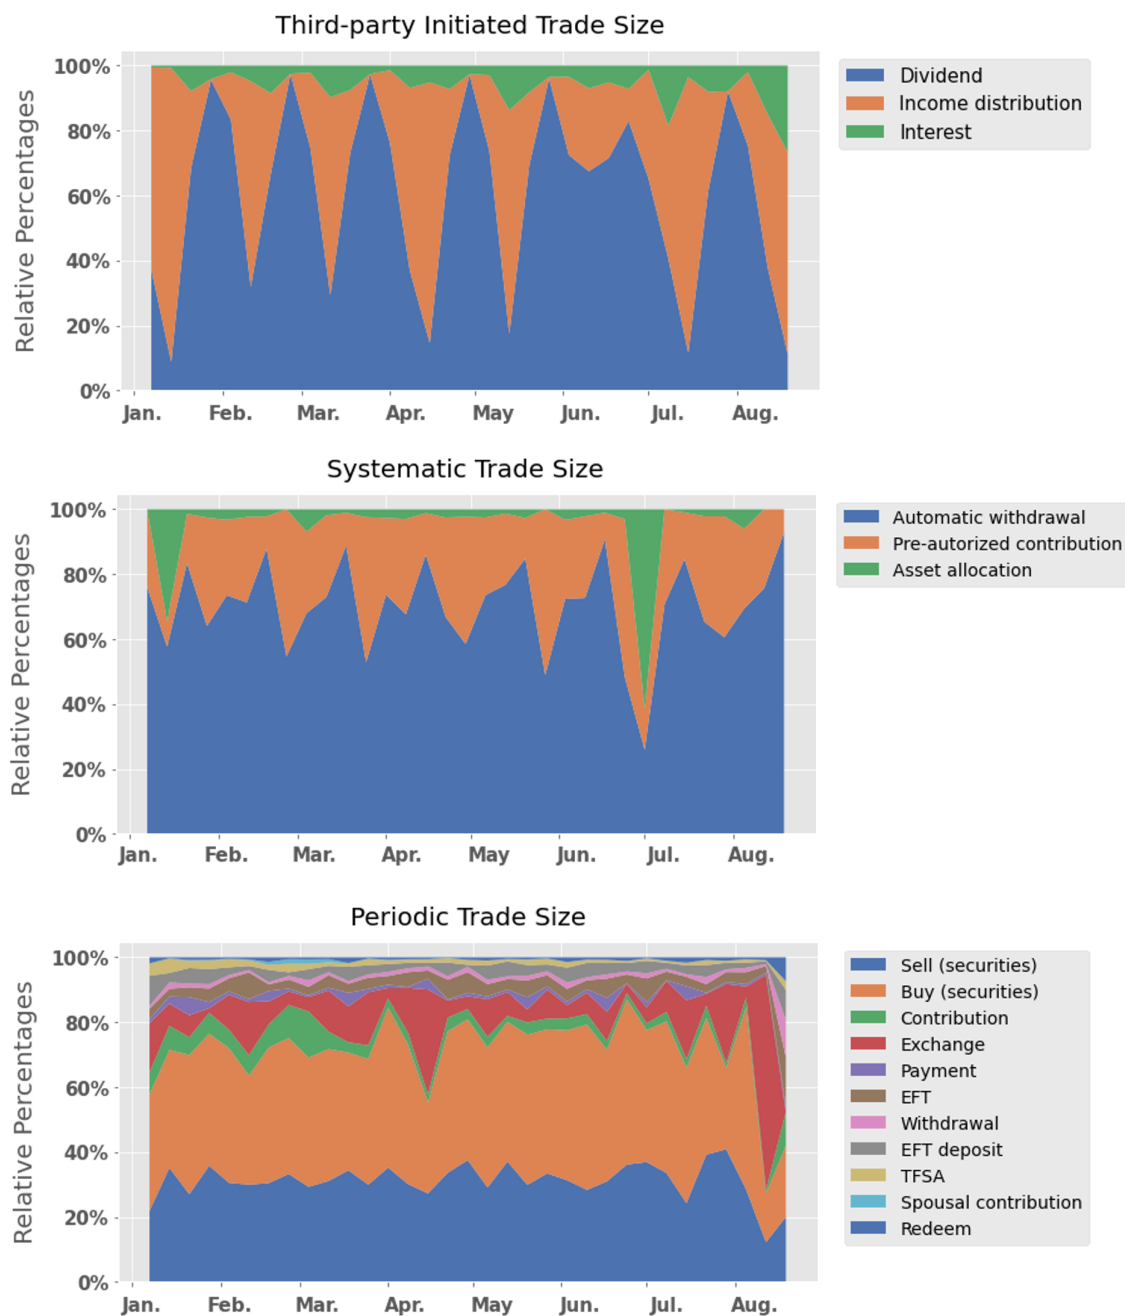 Third-party Initiated Trade Size
Relative Percentages
100%
80%
60%
40%
20%
0%
Jan. Feb. Mar. Apr. May Jun. Jul. Aug.
Dividend
Income distribution
Interest
Systematic Trade Size
Relative Percentages
100%
80%
60%
40%
20%
0%
Jan. Feb. Mar. Apr. May Jun. Jul. Aug.
Automatic withdrawal
Pre-autorized contribution
Asset allocation
Periodic Trade Size
Relative Percentages
100%
80%
60%
40%
20%
0%
Jan. Feb. Mar. Apr. May Jun. Jul. Aug.
Sell (securities)
Buy (securities)
Contribution
Exchange
Payment
EFT
Withdrawal
EFT deposit
TFSA
Spousal contribution
Redeem